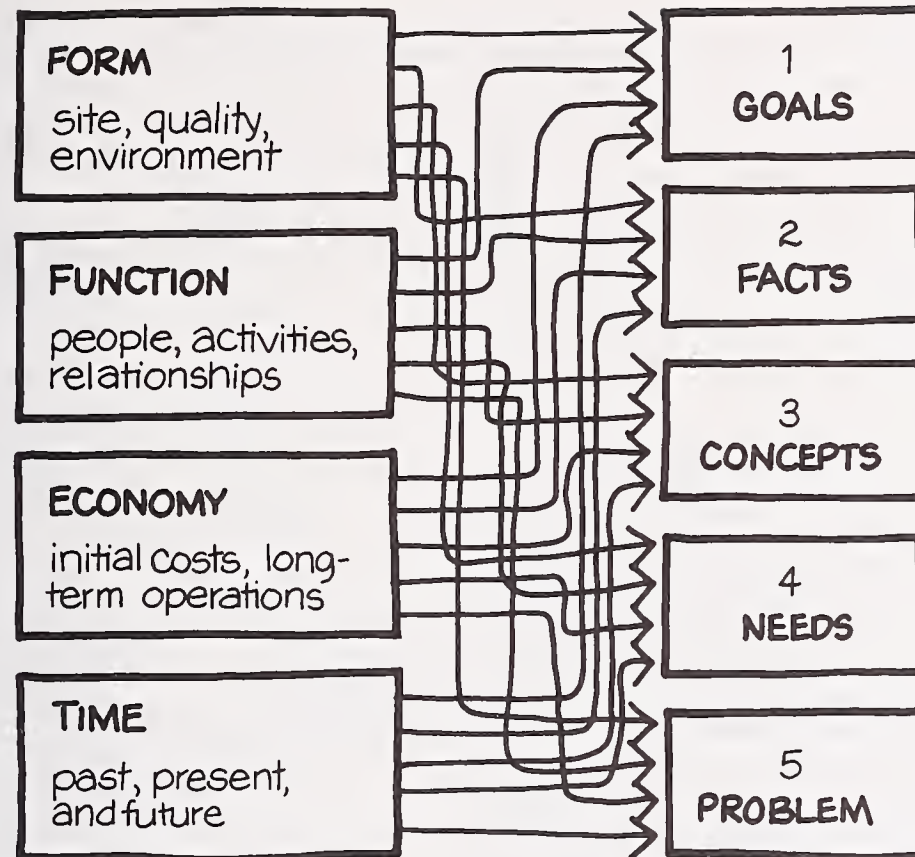 FORM
site, quality,
environment
FUNCTION
people, activities,
relationships
ECONOMY
initial costs, long-
term operations
TIME
past, present,
and future
1
GOALS
2
FACTS
3
CONCEPTS
4
NEEDS
5
PROBLEM